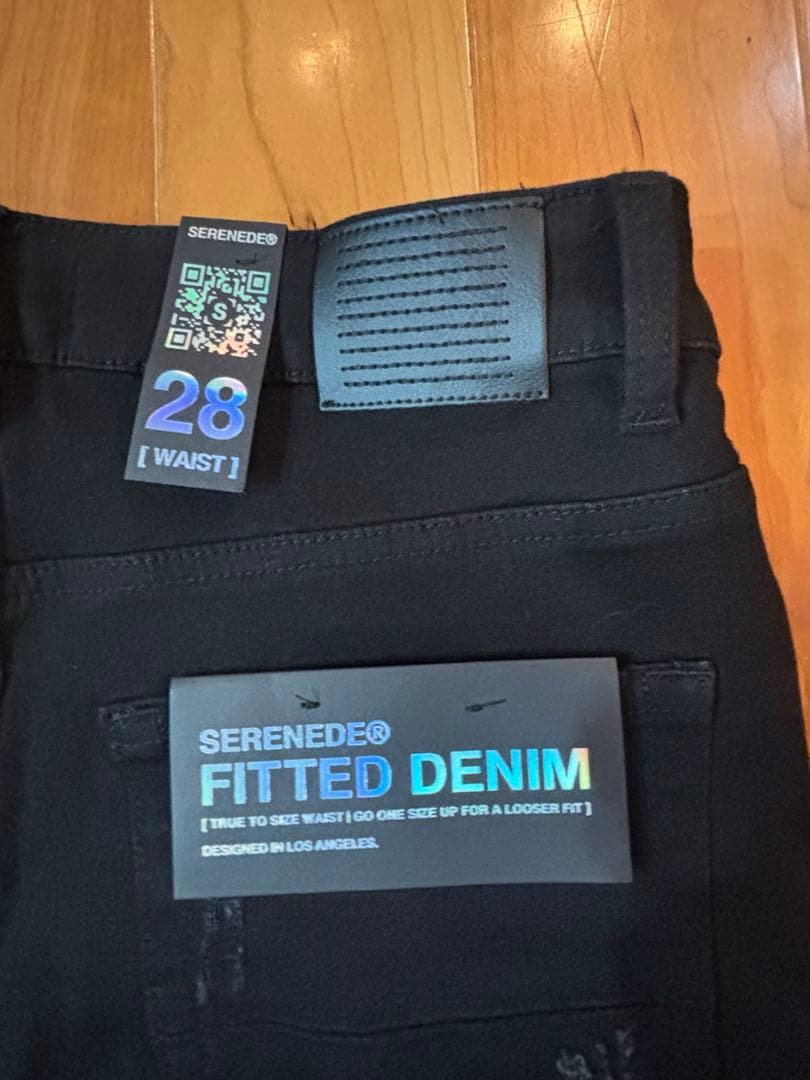 SERENEDE®
S
28
[ WAIST ]
SERENEDE®
FITTED DENIM
[ TRUE TO SIZE WAIST | GO ONE SIZE UP FOR A LOOSER FIT ]
DESIGNED IN LOS ANGELES.